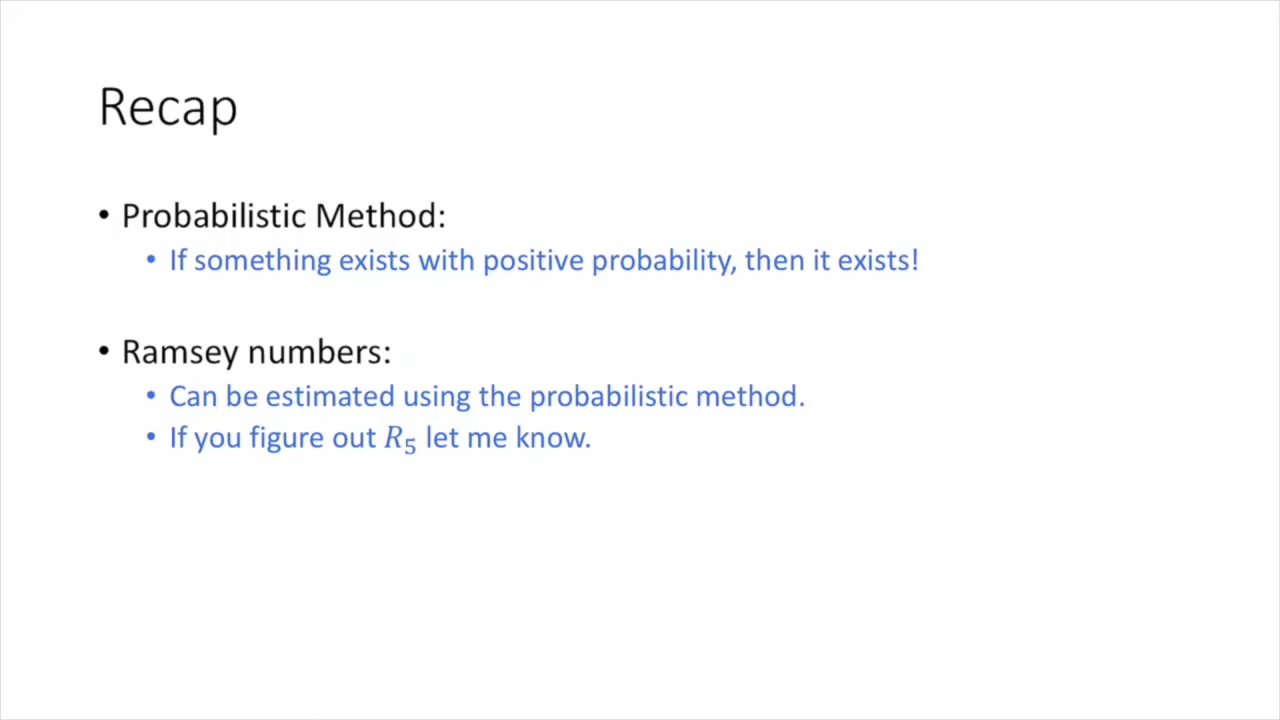 Recap
• Probabilistic Method:
• If something exists with positive probability, then it exists!
• Ramsey numbers:
• Can be estimated using the probabilistic method.
• If you figure out R₅ let me know.